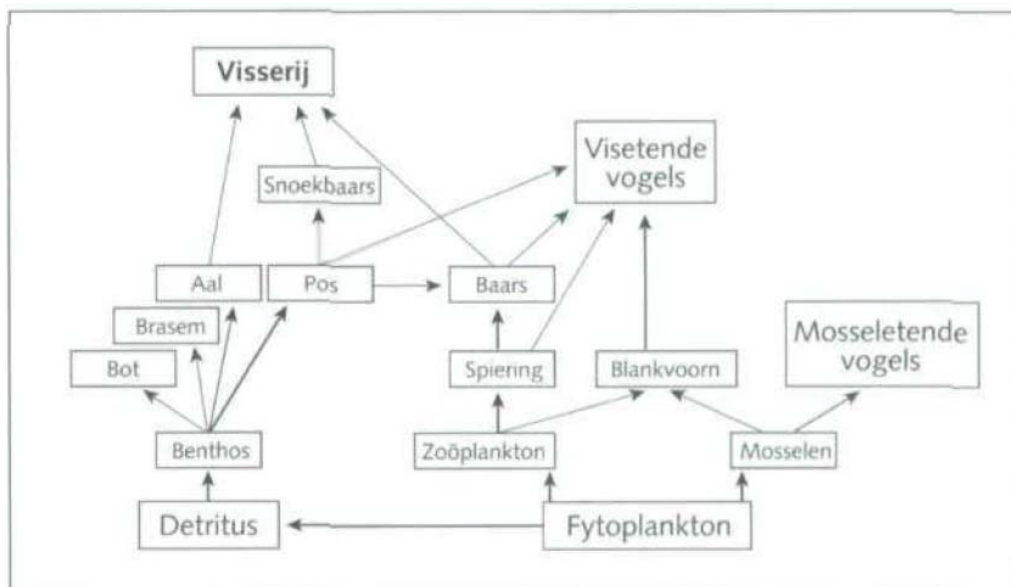 Visserij
Visetende
vogels
Snoekbaars
Aal
Pos
Baars
Brasem
Mosseletende
vogels
Bot
Spiering
Blankvoorn
Benthos
Zoöplankton
Mosselen
Detritus
Fytoplankton